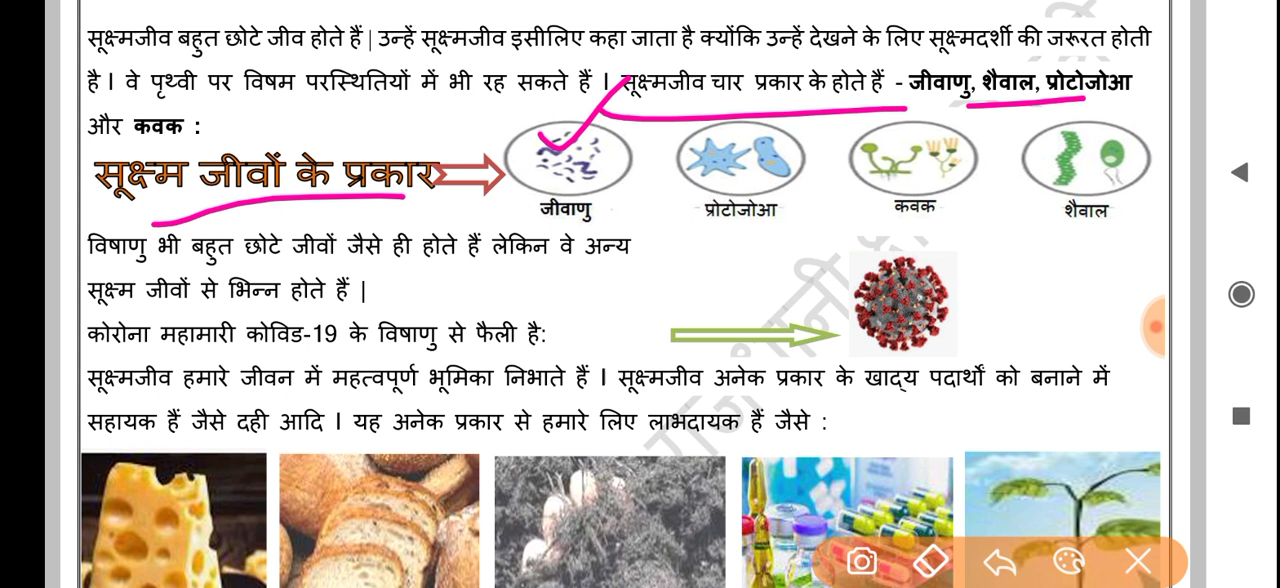 सूक्ष्मजीव बहुत छोटे जीव होते हैं | उन्हें सूक्ष्मजीव इसीलिए कहा जाता है क्योंकि उन्हें देखने के लिए सूक्ष्मदर्शी की जरूरत होती
है । वे पृथ्वी पर विषम परस्थितियों में भी रह सकते हैं । सूक्ष्मजीव चार प्रकार के होते हैं - जीवाणु, शैवाल, प्रोटोजोआ
और कवक :
सूक्ष्म जीवों के प्रकार
जीवाणु प्रोटोजोआ कवक शैवाल
विषाणु भी बहुत छोटे जीवों जैसे ही होते हैं लेकिन वे अन्य
सूक्ष्म जीवों से भिन्न होते हैं |
कोरोना महामारी कोविड-19 के विषाणु से फैली है:
सूक्ष्मजीव हमारे जीवन में महत्वपूर्ण भूमिका निभाते हैं । सूक्ष्मजीव अनेक प्रकार के खाद्य पदार्थों को बनाने में
सहायक हैं जैसे दही आदि । यह अनेक प्रकार से हमारे लिए लाभदायक हैं जैसे :